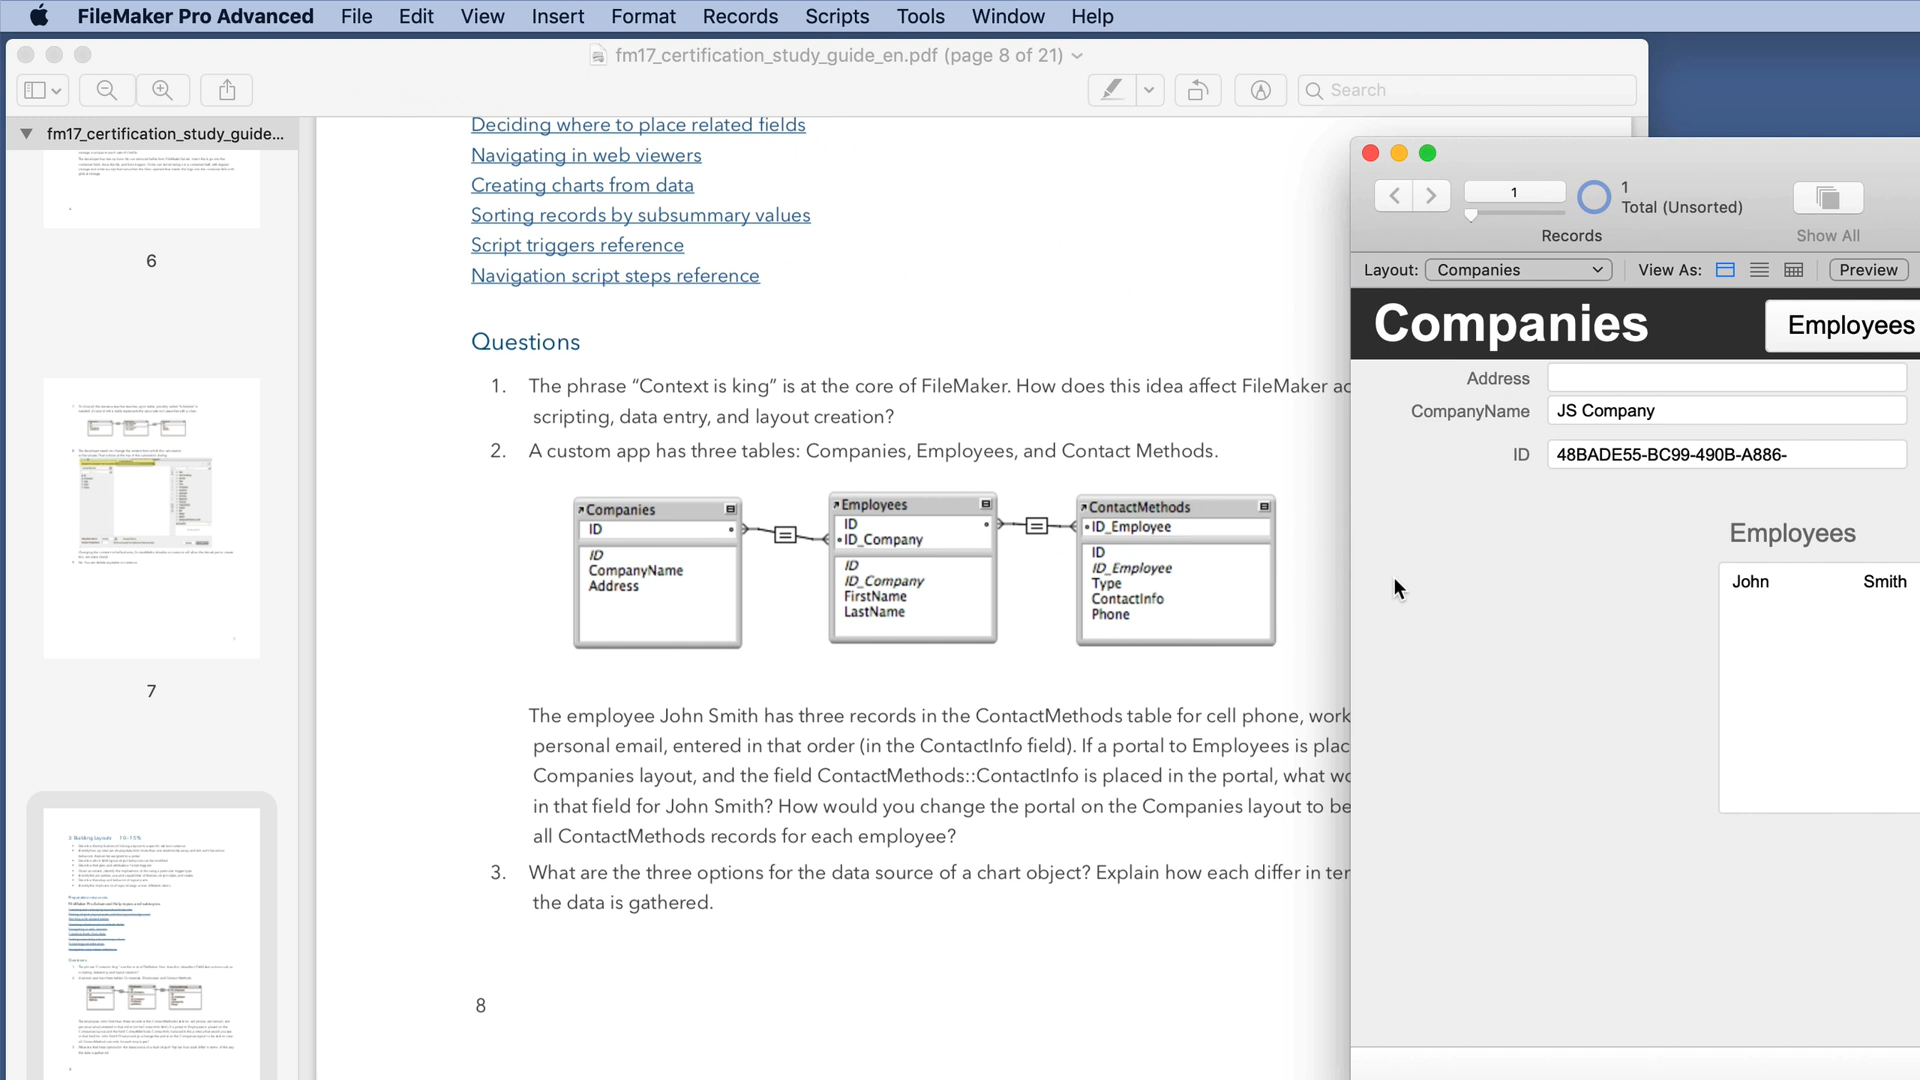 FileMaker Pro Advanced File Edit View Insert Format Records Scripts Tools Window Help
fm17_certification_study_guide_en.pdf (page 8 of 21)
Search
fm17_certification_study_guide...
6
7
Deciding where to place related fields
Navigating in web viewers
Creating charts from data
Sorting records by subsummary values
Script triggers reference
Navigation script steps reference
Questions
1. The phrase “Context is king” is at the core of FileMaker. How does this idea affect FileMaker ac
scripting, data entry, and layout creation?
2. A custom app has three tables: Companies, Employees, and Contact Methods.
Companies
ID
ID
CompanyName
Address
Employees
ID
ID_Company
ID
ID_Company
FirstName
LastName
ContactMethods
ID_Employee
ID
ID_Employee
Type
ContactInfo
Phone
The employee John Smith has three records in the ContactMethods table for cell phone, work
personal email, entered in that order (in the ContactInfo field). If a portal to Employees is plac
Companies layout, and the field ContactMethods::ContactInfo is placed in the portal, what wo
in that field for John Smith? How would you change the portal on the Companies layout to be
all ContactMethods records for each employee?
3. What are the three options for the data source of a chart object? Explain how each differ in ter
the data is gathered.
8
1
1
Total (Unsorted)
Records
Show All
Layout: Companies View As: Preview
Companies
Employees
Address
CompanyName JS Company
ID 48BADE55-BC99-490B-A886-
Employees
John Smith